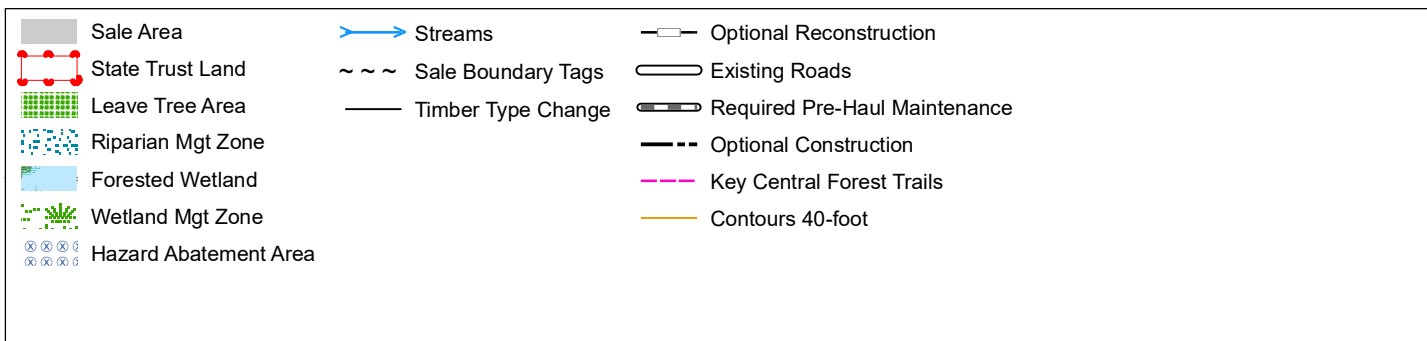 Sale Area
State Trust Land
Leave Tree Area
Riparian Mgt Zone
Forested Wetland
Wetland Mgt Zone
Hazard Abatement Area
Streams
Sale Boundary Tags
Timber Type Change
Optional Reconstruction
Existing Roads
Required Pre-Haul Maintenance
Optional Construction
Key Central Forest Trails
Contours 40-foot